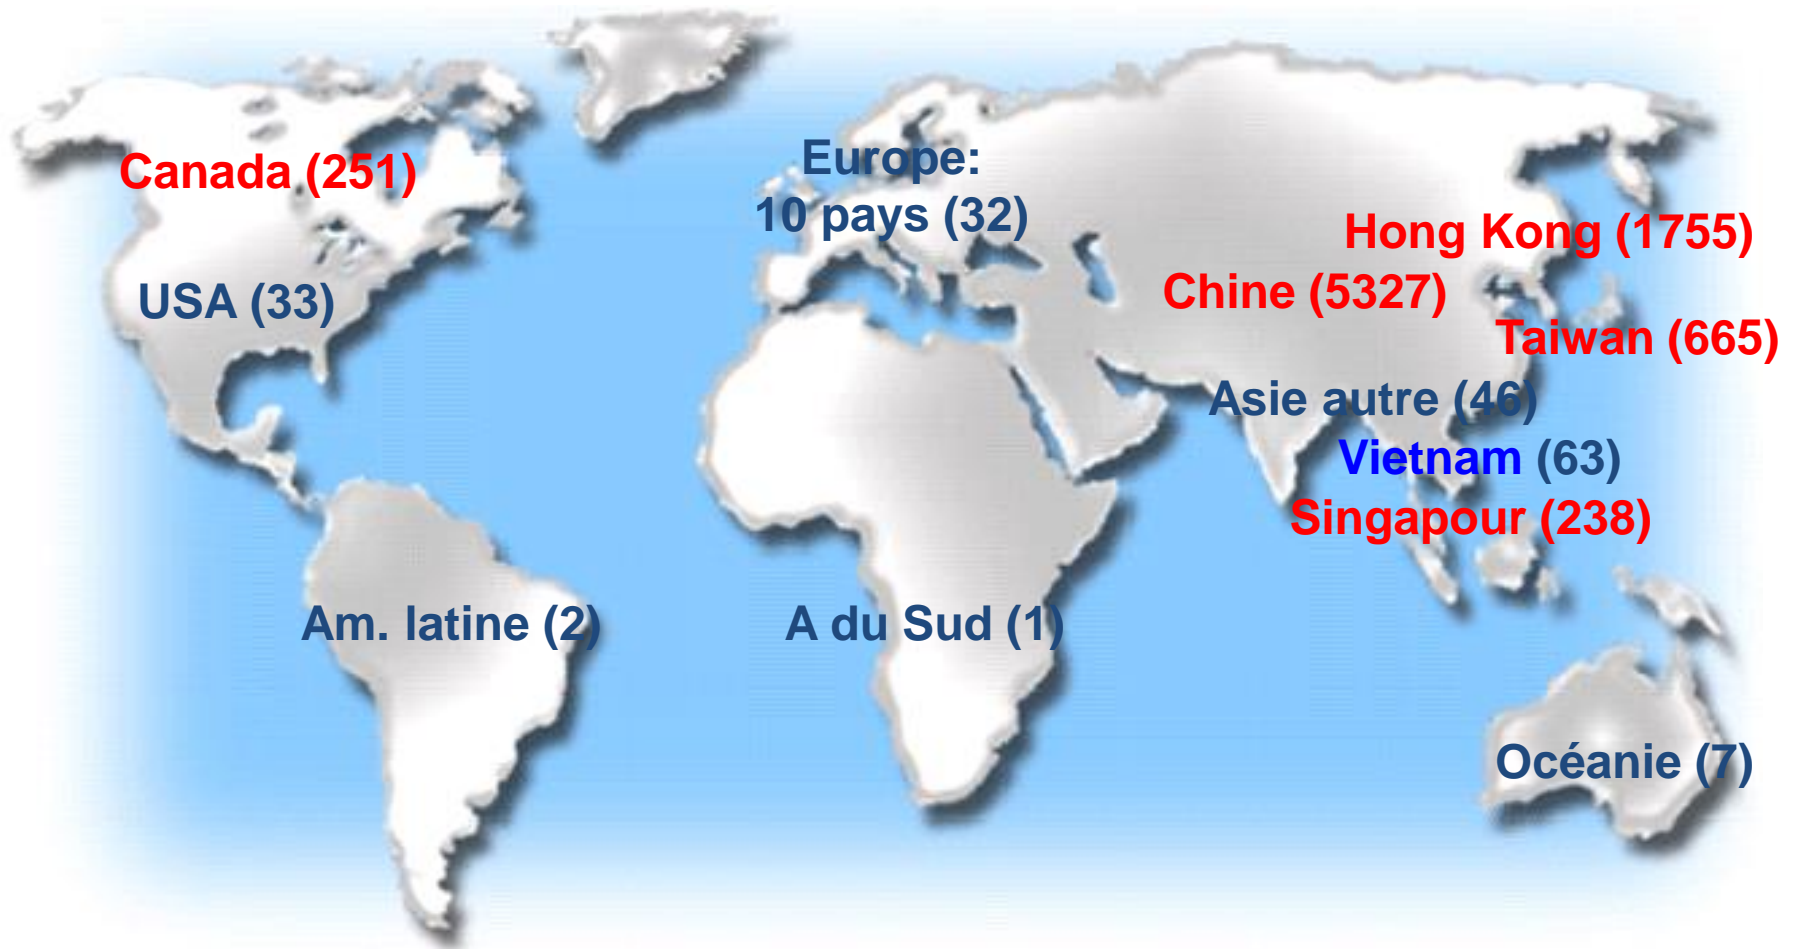 Canada (251)
Europe:
10 pays (32)
Hong Kong (1755)
USA (33)
Chine (5327)
Taiwan (665)
Asie autre (46)
Vietnam (63)
Singapour (238)
Am. latine (2)
A du Sud (1)
Océanie (7)